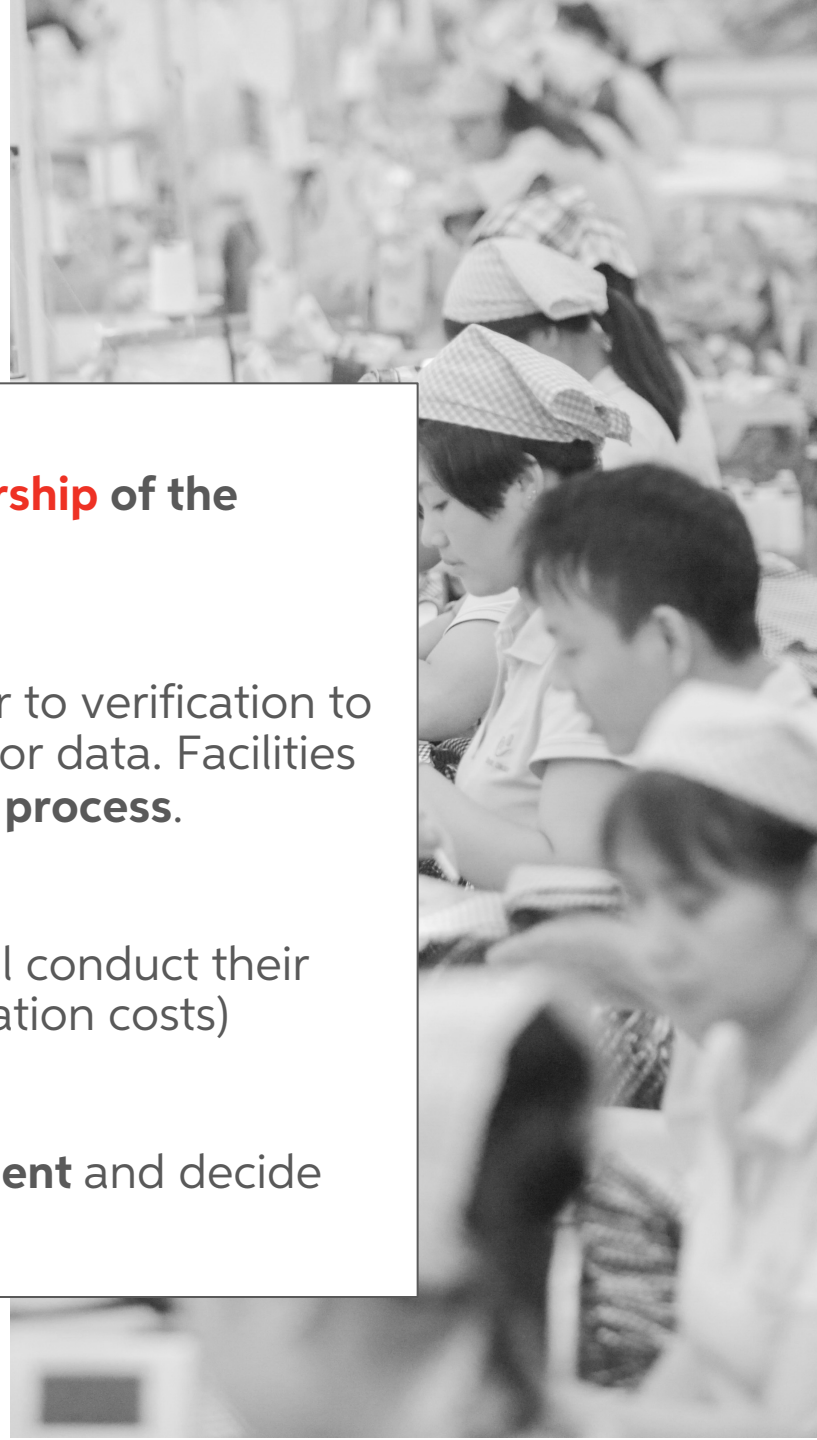 rship of the
r to verification to
or data. Facilities
process.
l conduct their
ation costs)
ent and decide